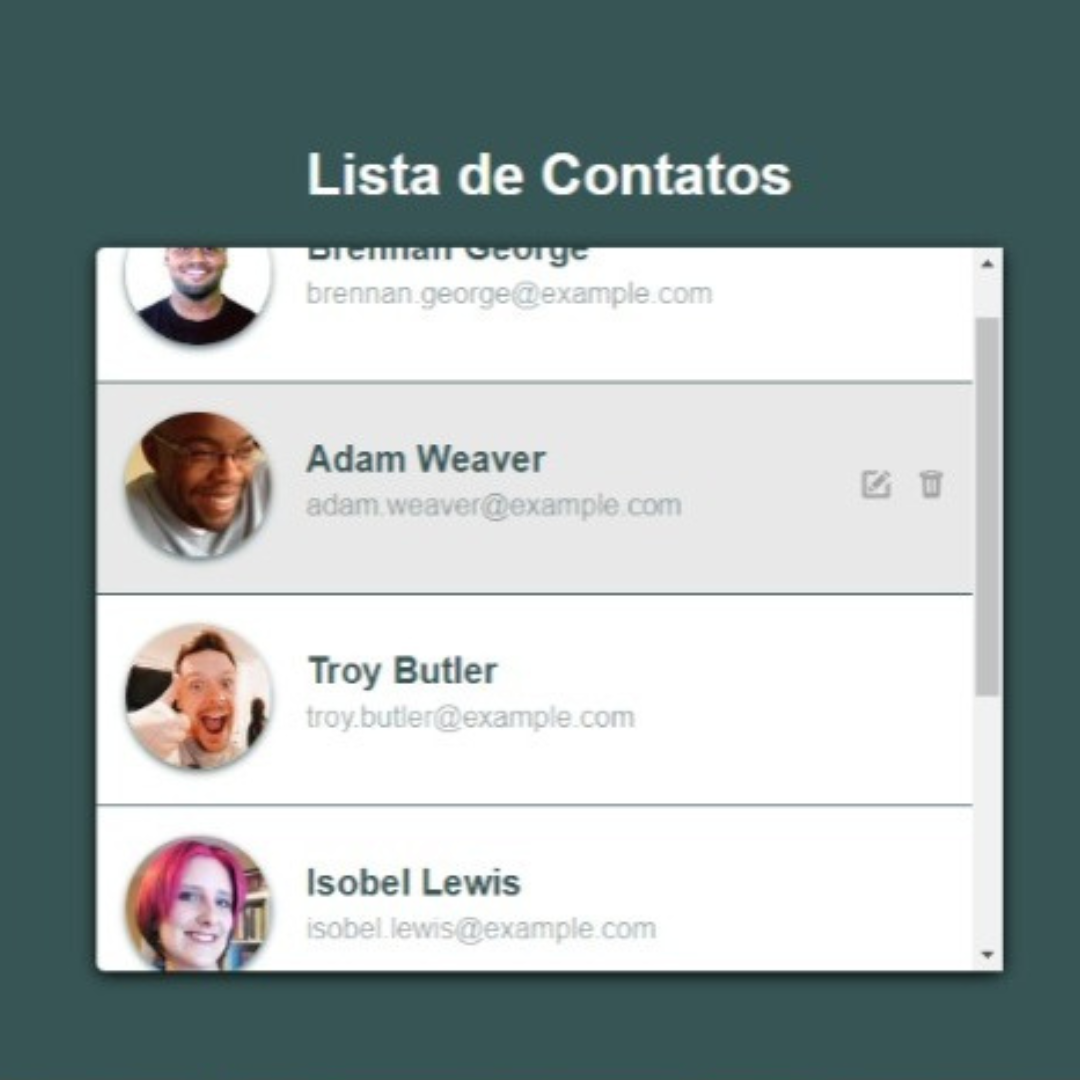 Lista de Contatos
Brennan George
brennan.george@example.com
Adam Weaver
adam.weaver@example.com
Troy Butler
troy.butler@example.com
Isobel Lewis
isobel.lewis@example.com